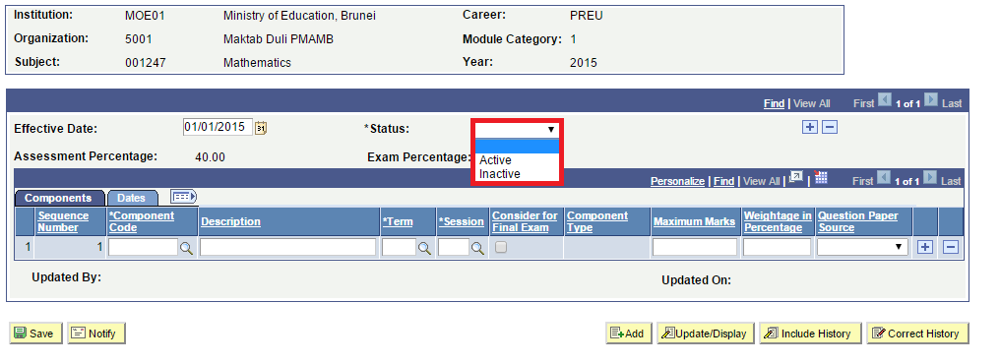 Institution: MOE01 Ministry of Education, Brunei Career: PREU
Organization: 5001 Maktab Duli PMAMB Module Category: 1
Subject: 001247 Mathematics Year: 2015
Find | View All First 1 of 1 Last
Effective Date: 01/01/2015 31 *Status:
Assessment Percentage: 40.00 Exam Percentage:
Active
Inactive
Personalize | Find | View All | | First 1 of 1 Last
Components Dates
Sequence Number *Component Code Description *Term *Session Consider for Final Exam Component Type Maximum Marks Weightage in Percentage Question Paper Source
1 1
Updated By: Updated On:
Save Notify Add Update/Display Include History Correct History